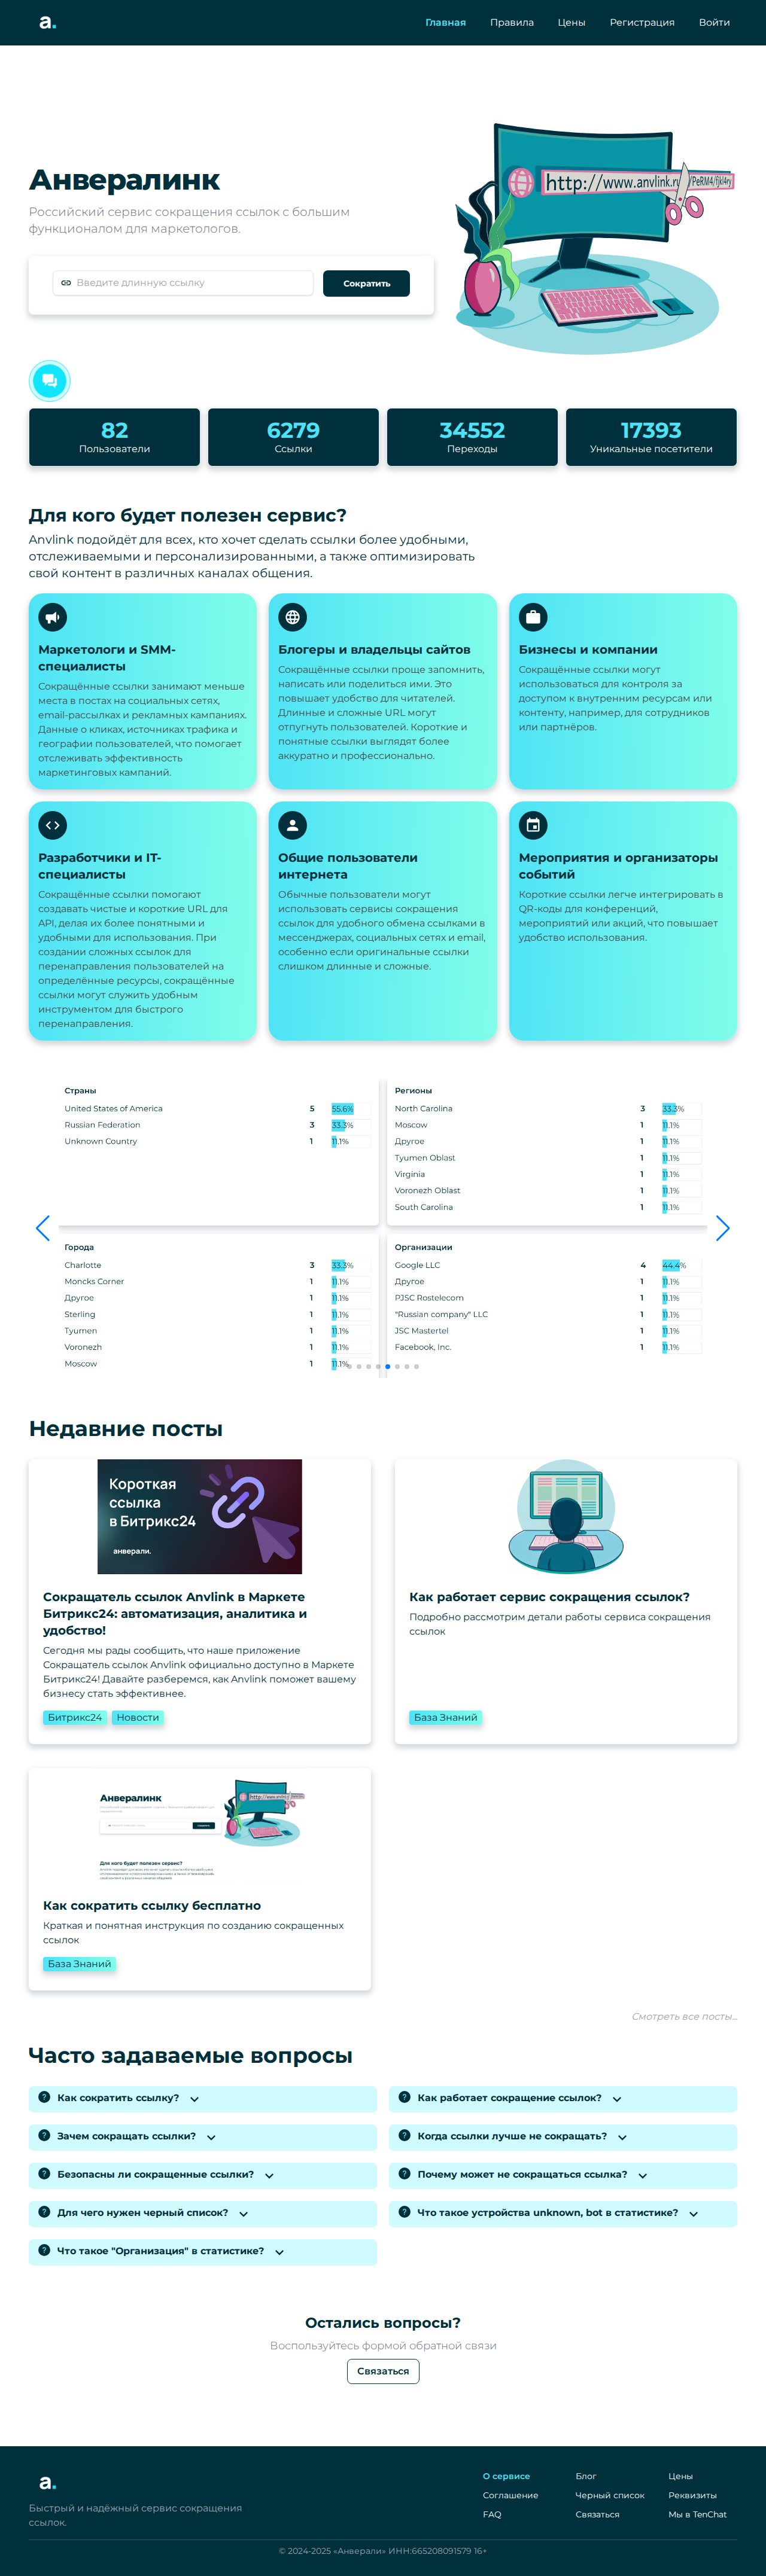 a.
Главная Правила Цены Регистрация Войти
http://www.anvlink.ru/PeRM4/fjkl4ry
Анвералинк
Российский сервис сокращения ссылок с большим
функционалом для маркетологов.
Введите длинную ссылку
Сократить
82
Пользователи
6279
Ссылки
34552
Переходы
17393
Уникальные посетители
Для кого будет полезен сервис?
Anvlink подойдёт для всех, кто хочет сделать ссылки более удобными,
отслеживаемыми и персонализированными, а также оптимизировать
свой контент в различных каналах общения.
Маркетологи и SMM-
специалисты
Сокращённые ссылки занимают меньше
места в постах на социальных сетях,
email-рассылках и рекламных кампаниях.
Данные о кликах, источниках трафика и
географии пользователей, что помогает
отслеживать эффективность
маркетинговых кампаний.
Блогеры и владельцы сайтов
Сокращённые ссылки проще запомнить,
написать или поделиться ими. Это
повышает удобство для читателей.
Длинные и сложные URL могут
отпугнуть пользователей. Короткие и
понятные ссылки выглядят более
аккуратно и профессионально.
Бизнесы и компании
Сокращённые ссылки могут
использоваться для контроля за
доступом к внутренним ресурсам или
контенту, например, для сотрудников
или партнёров.
Разработчики и IT-
специалисты
Сокращённые ссылки помогают
создавать чистые и короткие URL для
API, делая их более понятными и
удобными для использования. При
создании сложных ссылок для
перенаправления пользователей на
определённые ресурсы, сокращённые
ссылки могут служить удобным
инструментом для быстрого
перенаправления.
Общие пользователи
интернета
Обычные пользователи могут
использовать сервисы сокращения
ссылок для удобного обмена ссылками в
мессенджерах, социальных сетях и email,
особенно если оригинальные ссылки
слишком длинные и сложные.
Мероприятия и организаторы
событий
Короткие ссылки легче интегрировать в
QR-коды для конференций,
мероприятий или акций, что повышает
удобство использования.
Страны
United States of America 5 55.6%
Russian Federation 3 33.3%
Unknown Country 1 11.1%
Регионы
North Carolina 3 33.3%
Moscow 1 11.1%
Другое 1 11.1%
Tyumen Oblast 1 11.1%
Virginia 1 11.1%
Voronezh Oblast 1 11.1%
South Carolina 1 11.1%
Города
Charlotte 3 33.3%
Moncks Corner 1 11.1%
Другое 1 11.1%
Sterling 1 11.1%
Tyumen 1 11.1%
Voronezh 1 11.1%
Moscow 1 11.1%
Организации
Google LLC 4 44.4%
Другое 1 11.1%
PJSC Rostelecom 1 11.1%
"Russian company" LLC 1 11.1%
JSC Mastertel 1 11.1%
Facebook, Inc. 1 11.1%
Недавние посты
Короткая
ссылка
в Битрикс24
анверали.
Сокращатель ссылок Anvlink в Маркете
Битрикс24: автоматизация, аналитика и
удобство!
Сегодня мы рады сообщить, что наше приложение
Сокращатель ссылок Anvlink официально доступно в Маркете
Битрикс24! Давайте разберемся, как Anvlink поможет вашему
бизнесу стать эффективнее.
Битрикс24 Новости
Как работает сервис сокращения ссылок?
Подробно рассмотрим детали работы сервиса сокращения
ссылок
База Знаний
Анвералинк
Для кого будет полезен сервис?
Как сократить ссылку бесплатно
Краткая и понятная инструкция по созданию сокращенных
ссылок
База Знаний
Смотреть все посты...
Часто задаваемые вопросы
Как сократить ссылку?
Как работает сокращение ссылок?
Зачем сокращать ссылки?
Когда ссылки лучше не сокращать?
Безопасны ли сокращенные ссылки?
Почему может не сокращаться ссылка?
Для чего нужен черный список?
Что такое устройства unknown, bot в статистике?
Что такое "Организация" в статистике?
Остались вопросы?
Воспользуйтесь формой обратной связи
Связаться
a.
Быстрый и надёжный сервис сокращения
ссылок.
О сервисе Блог Цены
Соглашение Черный список Реквизиты
FAQ Связаться Мы в TenChat
© 2024-2025 «Анверали» ИНН:665208091579 16+